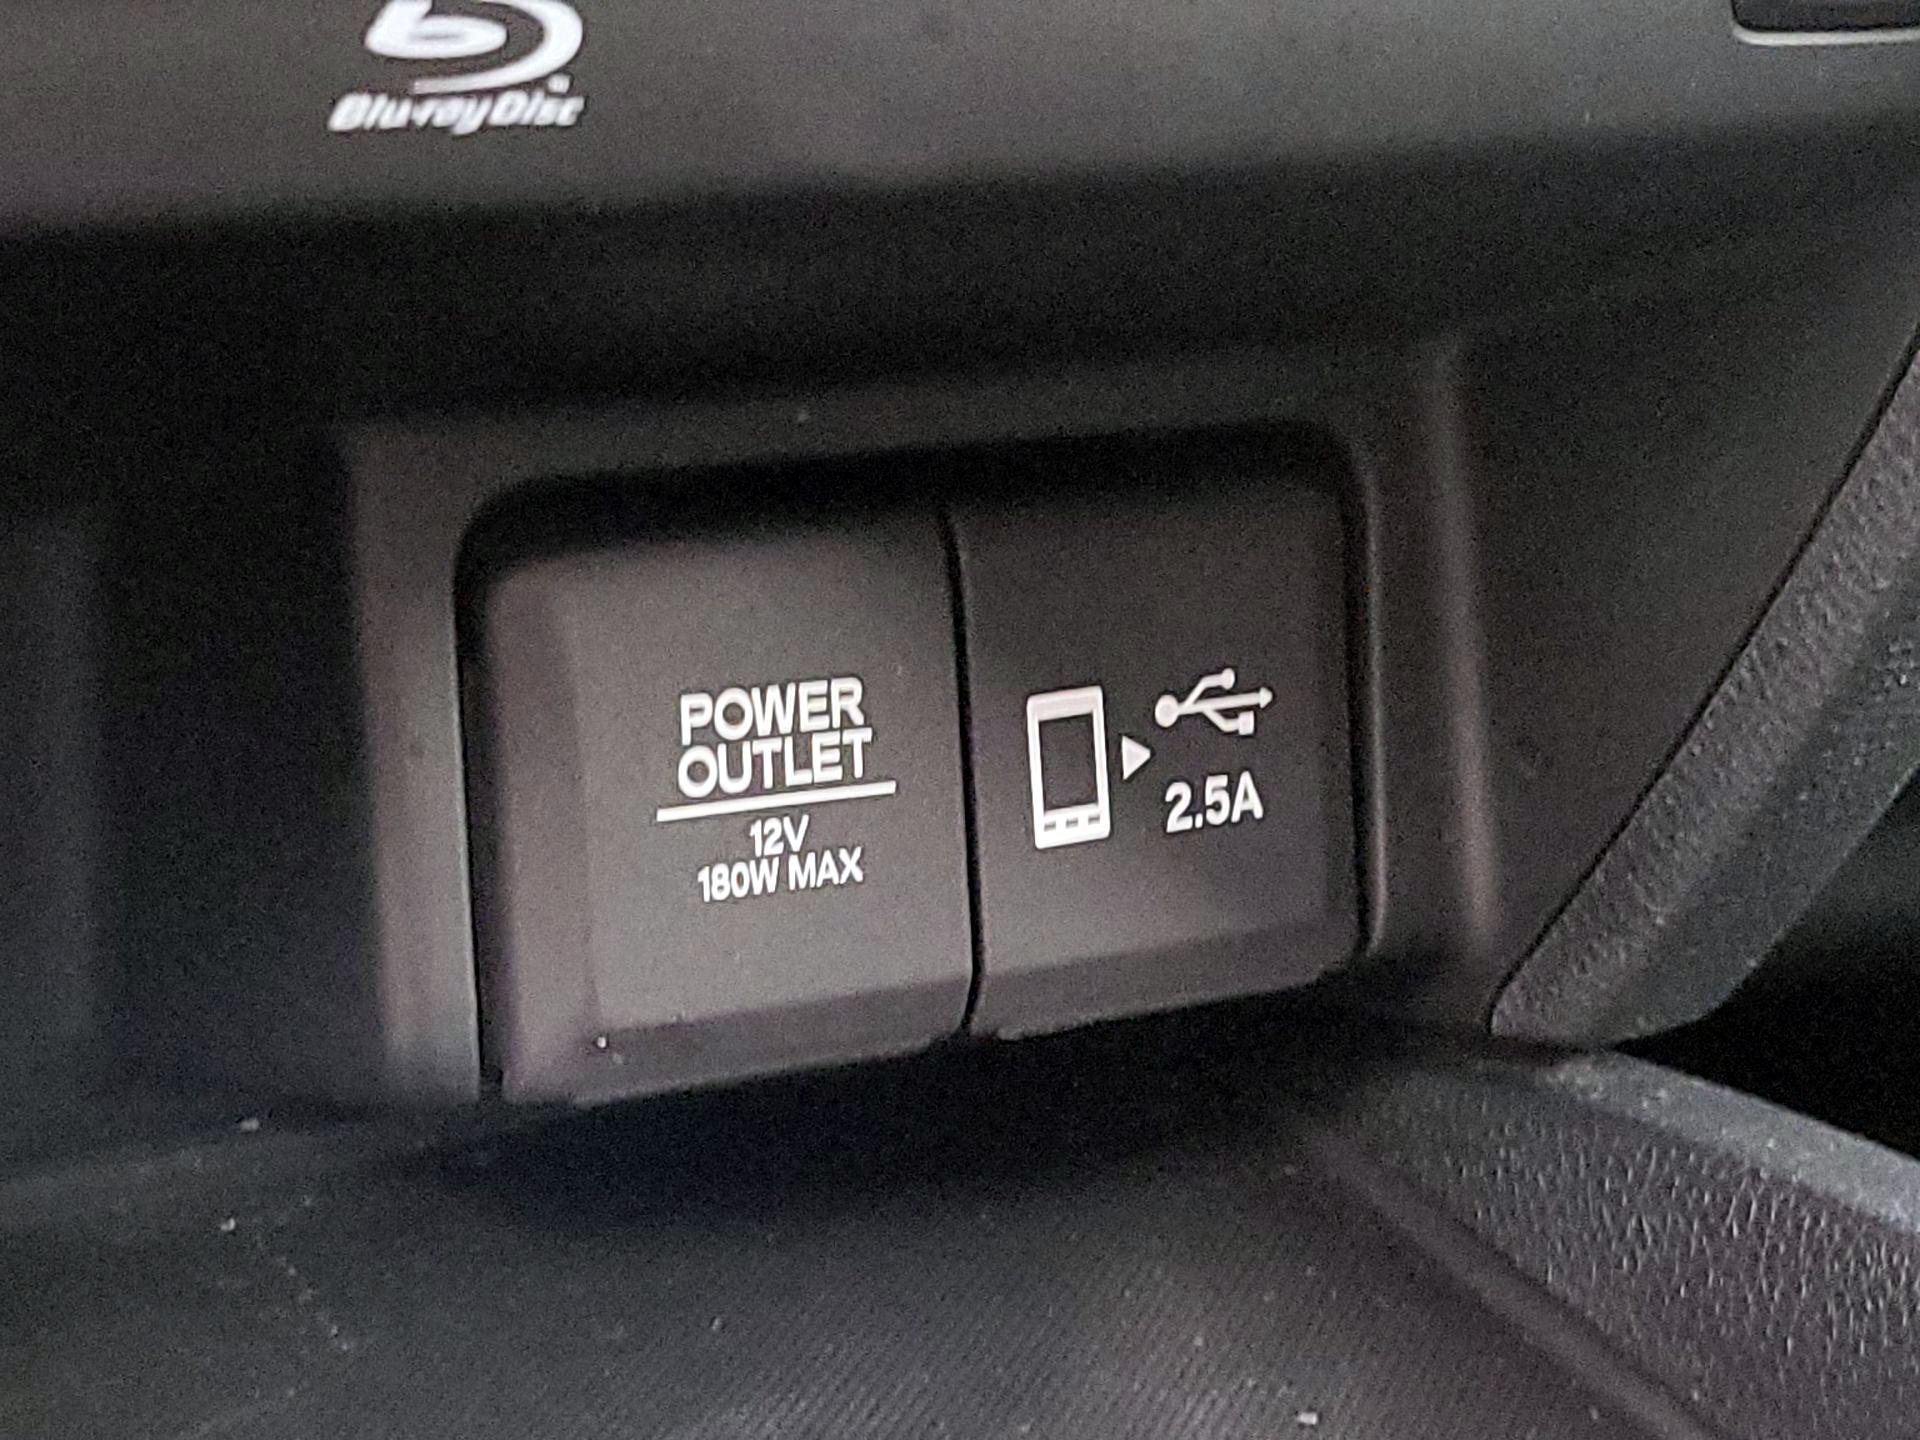 Blu-ray Disc
POWER
OUTLET
12V
180W MAX
2.5A